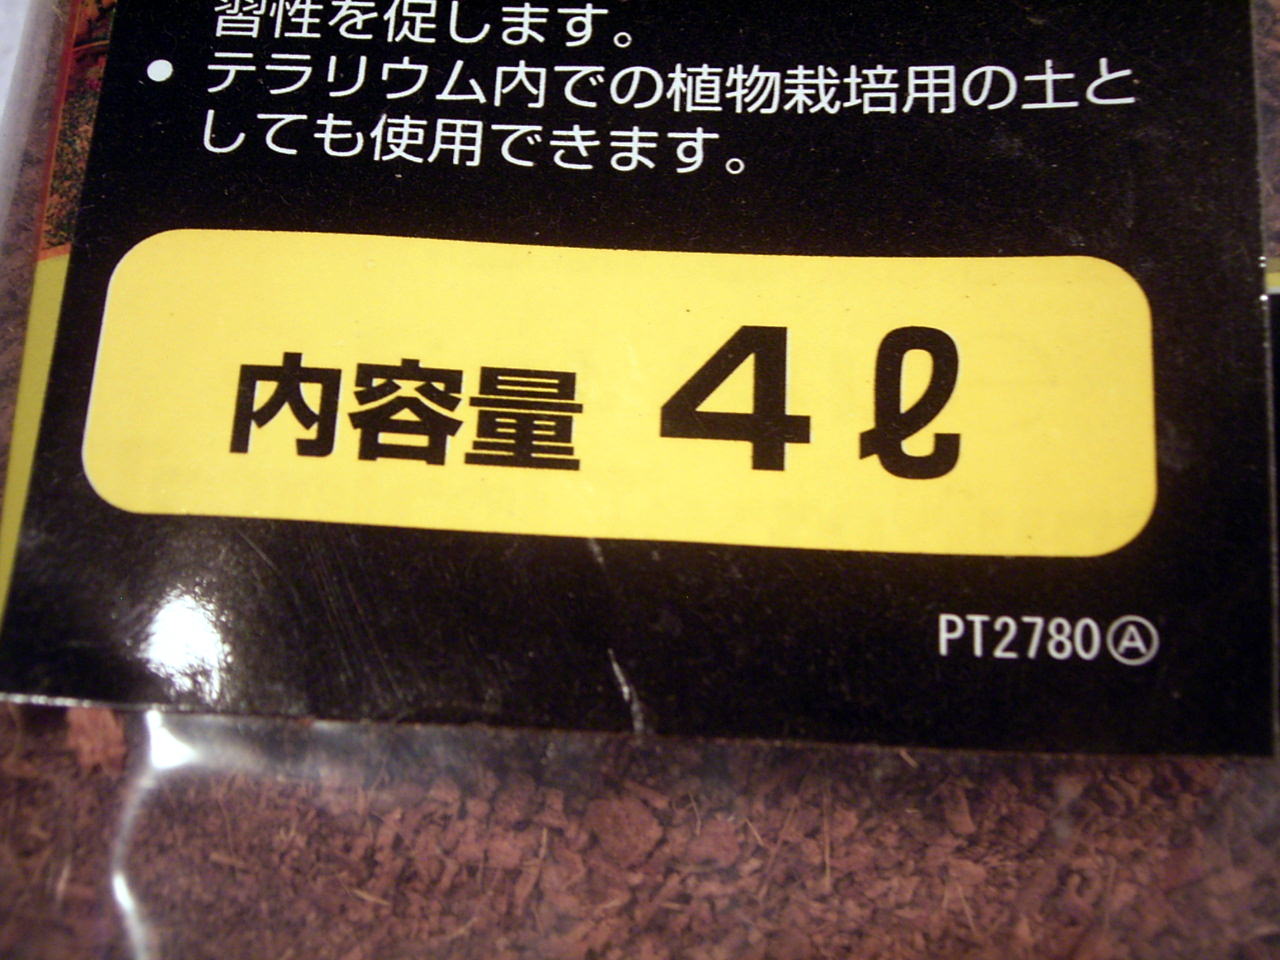 習性を促します。
● テラリウム内での植物栽培用の土と
しても使用できます。
内容量 4ℓ
PT2780Ⓐ